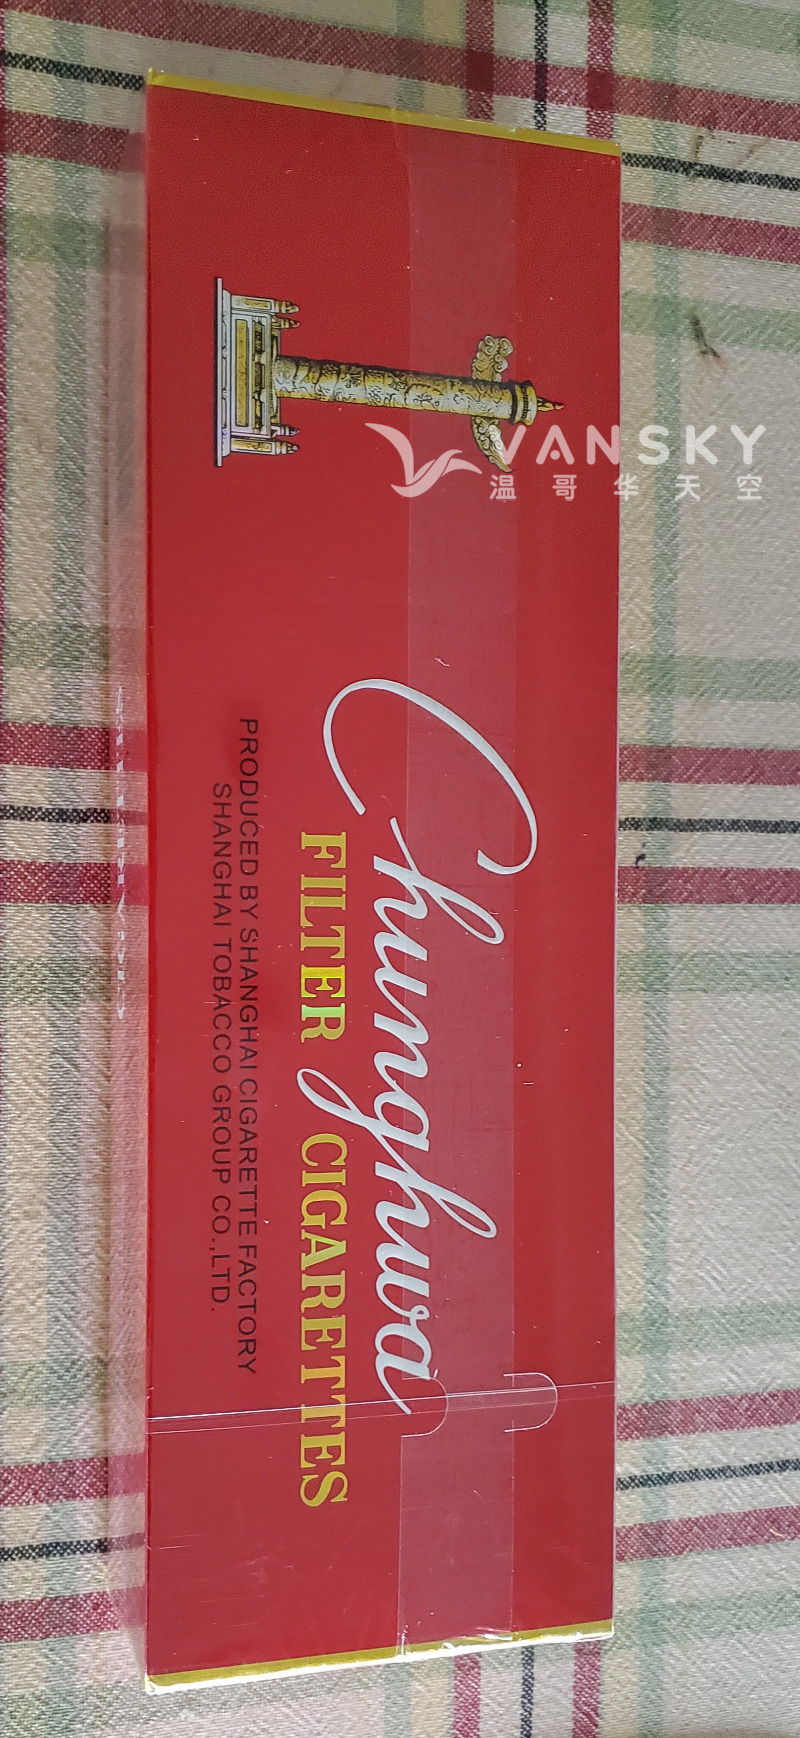 VANSKY
温哥华天空
Chunghwa
FILTER CIGARETTES
PRODUCED BY SHANGHAI CIGARETTE FACTORY
SHANGHAI TOBACCO GROUP CO.,LTD.